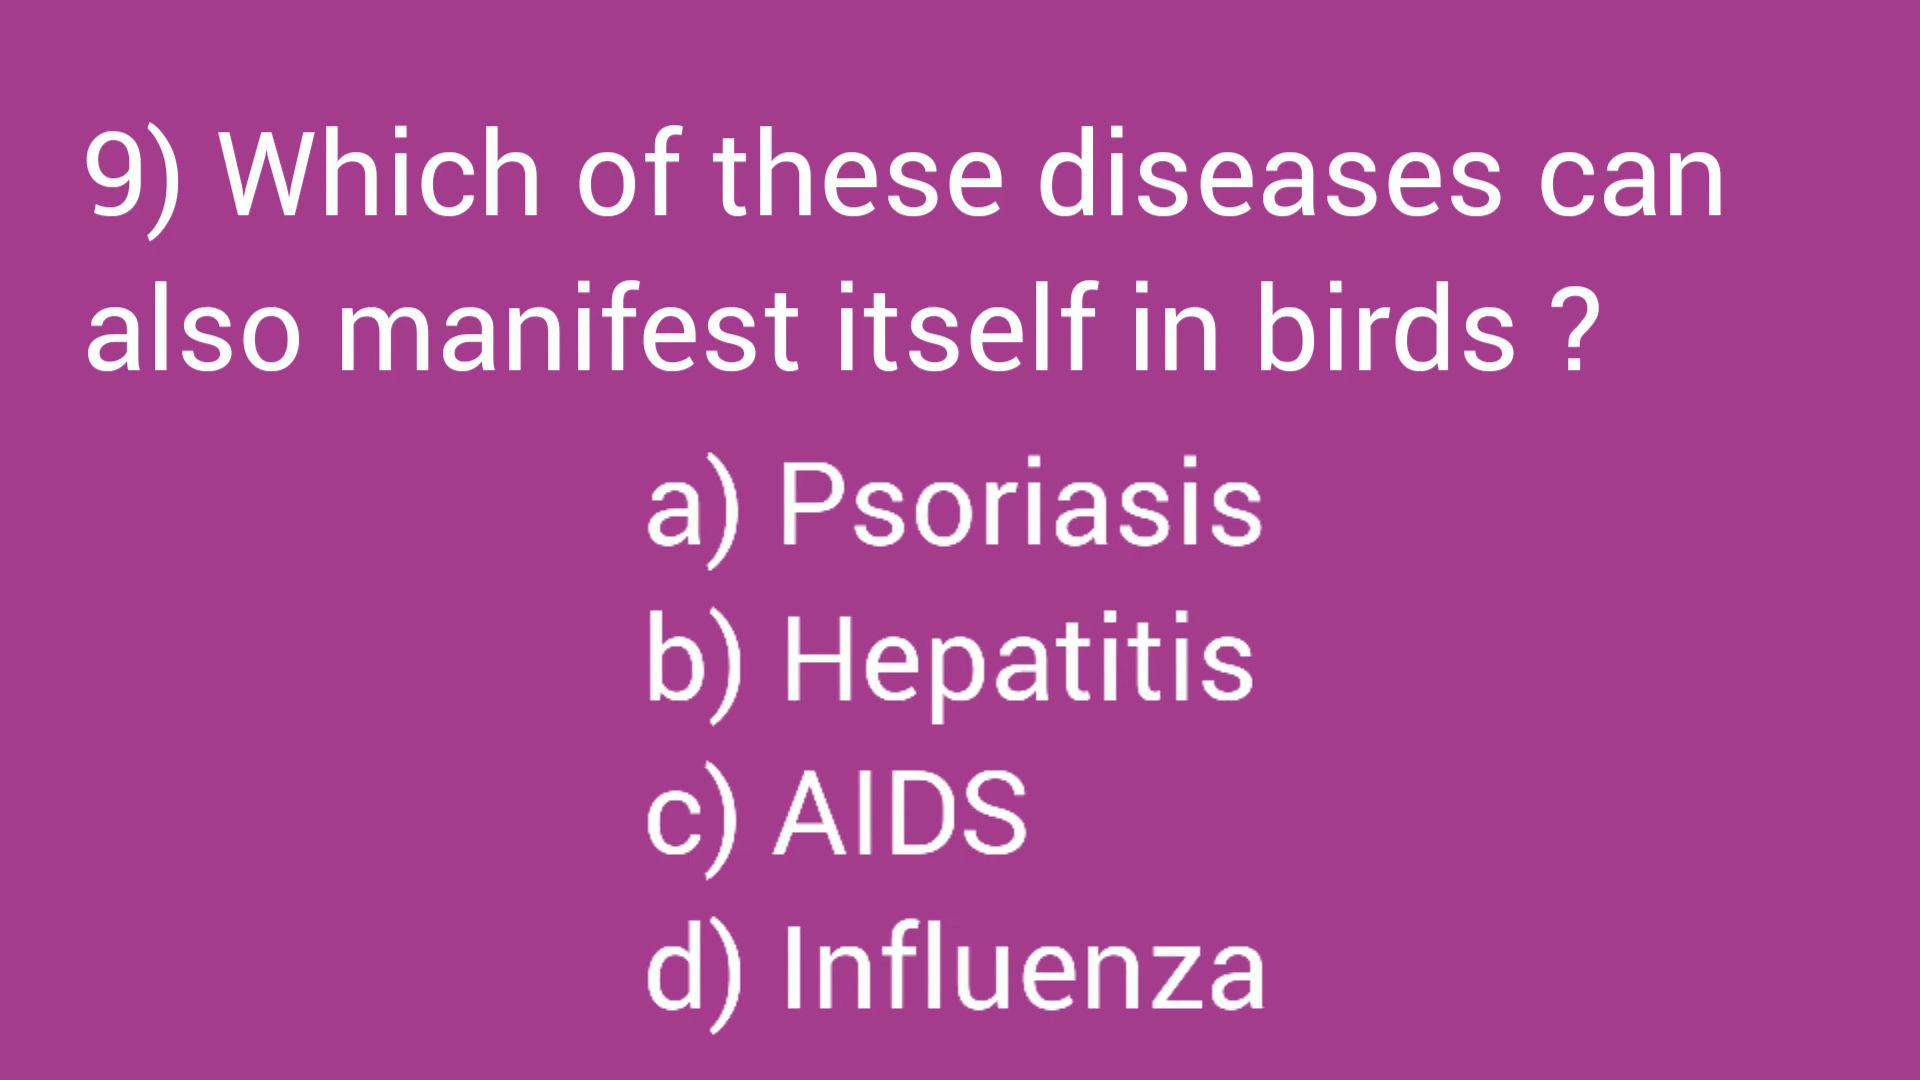 9) Which of these diseases can
also manifest itself in birds ?
a) Psoriasis
b) Hepatitis
c) AIDS
d) Influenza